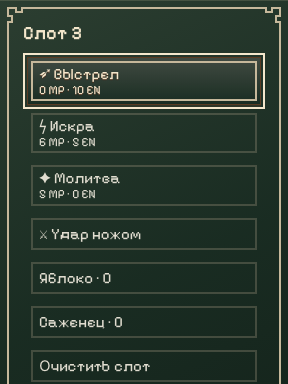 Слот 3
Выстрел
0 MP · 10 EN
Искра
6 MP · 5 EN
Молитва
5 MP · 0 EN
Удар ножом
Яблоко · 0
Саженец · 0
Очистить слот